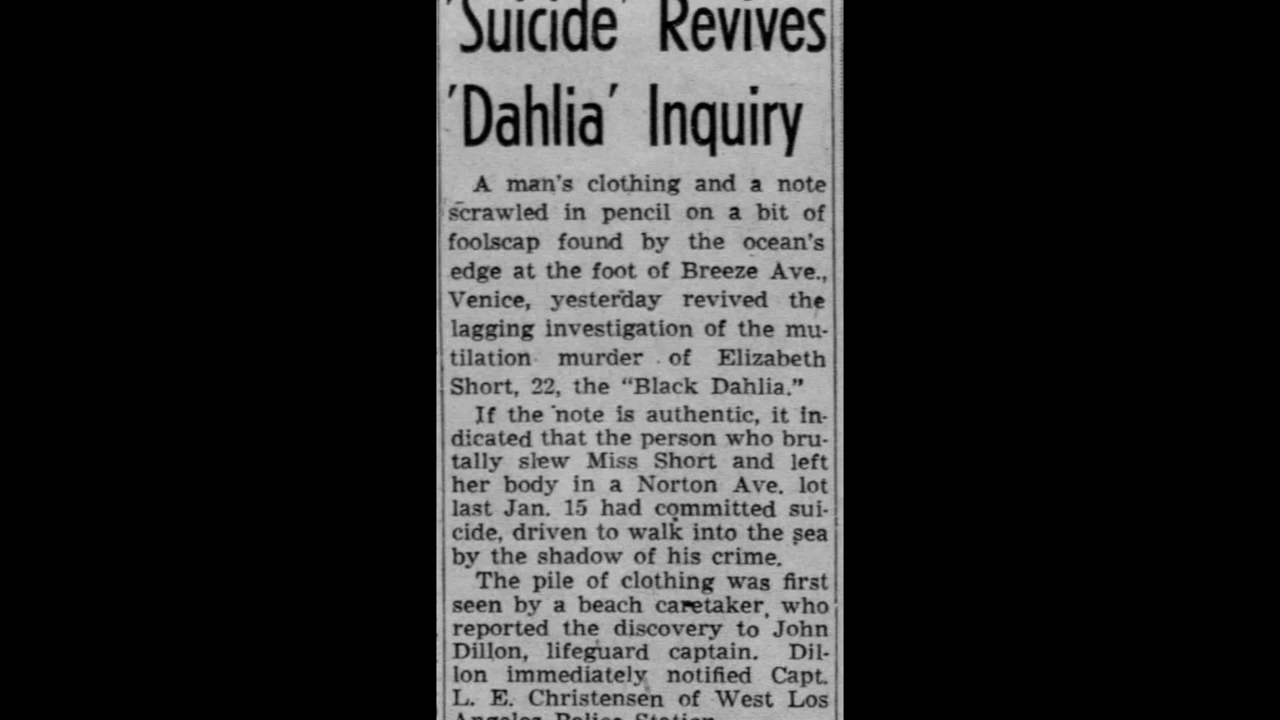 'Suicide' Revives
'Dahlia' Inquiry
A man's clothing and a note
scrawled in pencil on a bit of
foolscap found by the ocean's
edge at the foot of Breeze Ave.,
Venice, yesterday revived the
lagging investigation of the mu-
tilation murder of Elizabeth
Short, 22, the “Black Dahlia.”
If the note is authentic, it in-
dicated that the person who bru-
tally slew Miss Short and left
her body in a Norton Ave. lot
last Jan. 15 had committed sui-
cide, driven to walk into the sea
by the shadow of his crime.
The pile of clothing was first
seen by a beach caretaker, who
reported the discovery to John
Dillon, lifeguard captain. Dil-
lon immediately notified Capt.
L. E. Christensen of West Los
Angeles Police Station